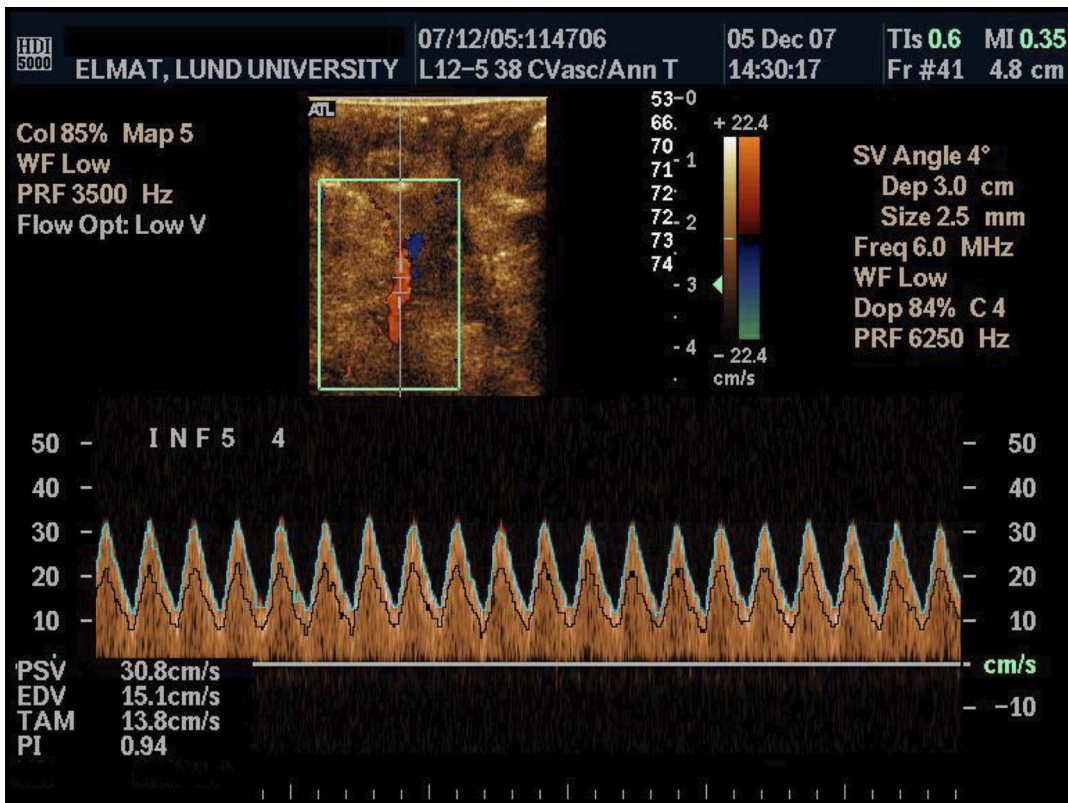 HDI 5000
ELMAT, LUND UNIVERSITY
07/12/05:114706
L12-5 38 CVasc/Ann T
05 Dec 07
14:30:17
TIs 0.6 MI 0.35
Fr #41 4.8 cm
Col 85% Map 5
WF Low
PRF 3500 Hz
Flow Opt: Low V
ATL
53-0
66
70
- 1
71
72
72 - 2
73
74
- 3
- 4
+ 22.4
- 22.4
cm/s
SV Angle 4°
Dep 3.0 cm
Size 2.5 mm
Freq 6.0 MHz
WF Low
Dop 84% C 4
PRF 6250 Hz
I N F 5 4
50 - - 50
40 - - 40
30 - - 30
20 - - 20
10 - - 10
- cm/s
- -10
PSV 30.8cm/s
EDV 15.1cm/s
TAM 13.8cm/s
PI 0.94